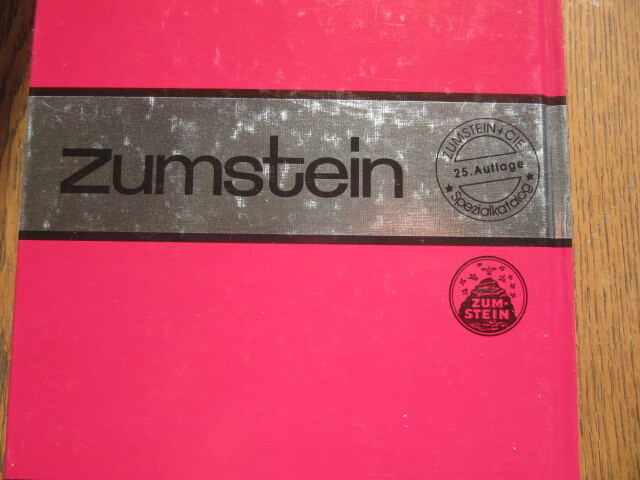 zumstein
ZUMSTEIN+CIE
25. Auflage
Spezialkatalog
ZUM-
STEIN